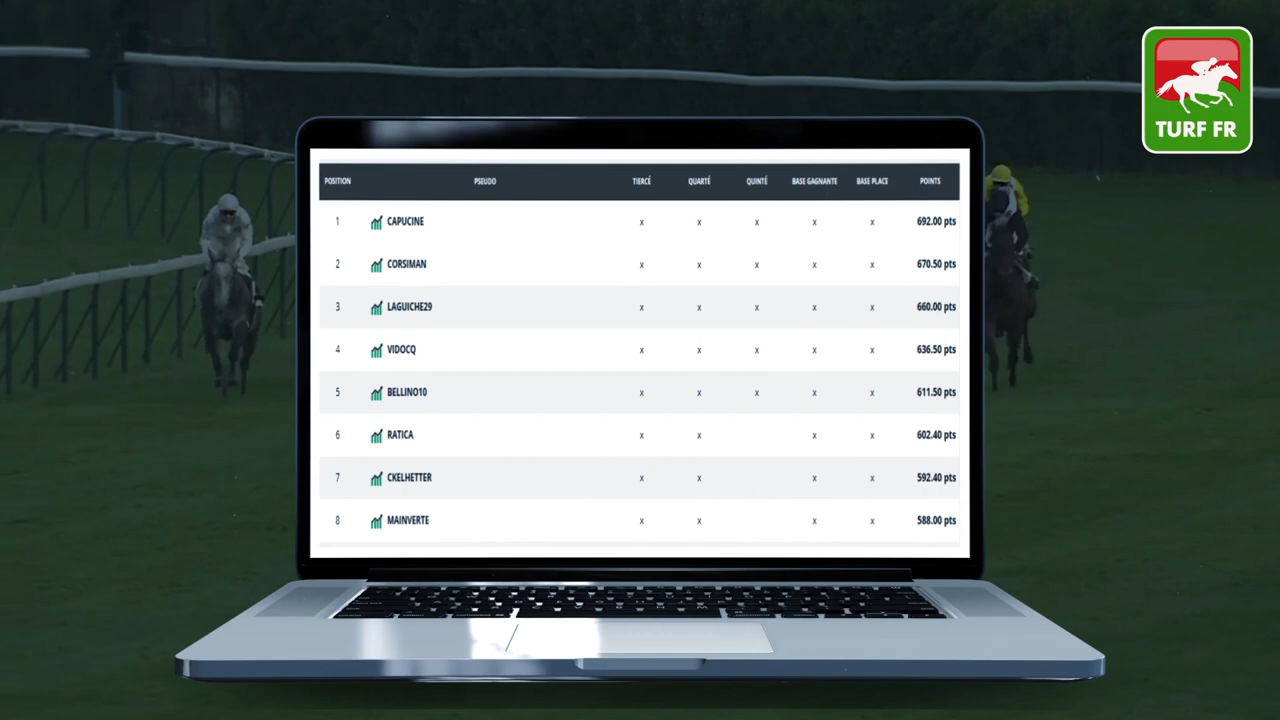 TURF FR
POSITION PSEUDO TIERCÉ QUARTÉ QUINTÉ BASE GAGNANTE BASE PLACE POINTS
1 CAPUCINE x x x x x 692.00 pts
2 CORSIMAN x x x x x 670.50 pts
3 LAGUICHE29 x x x x x 660.00 pts
4 VIDOCQ x x x x x 636.50 pts
5 BELLINO10 x x x x x 611.50 pts
6 RATICA x x x x 602.40 pts
7 CKELHETTER x x x x 592.40 pts
8 MAINVERTE x x x x 588.00 pts